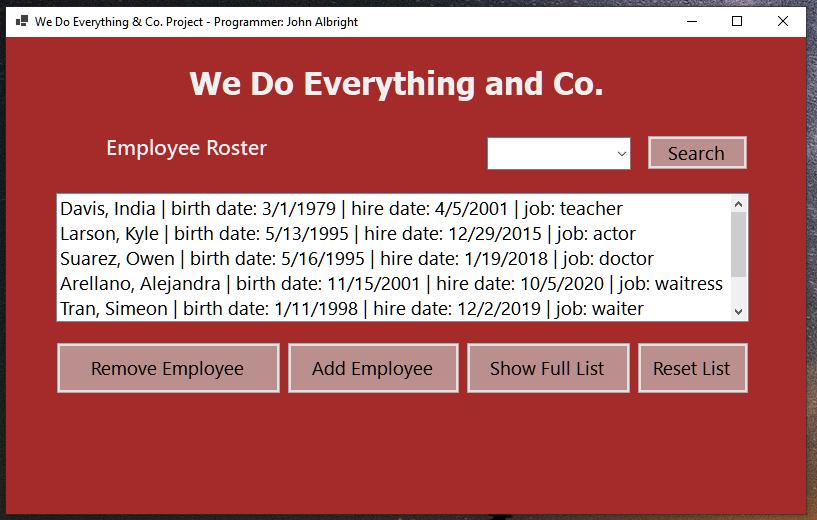 We Do Everything & Co. Project - Programmer: John Albright
We Do Everything and Co.
Employee Roster
Search
Davis, India | birth date: 3/1/1979 | hire date: 4/5/2001 | job: teacher
Larson, Kyle | birth date: 5/13/1995 | hire date: 12/29/2015 | job: actor
Suarez, Owen | birth date: 5/16/1995 | hire date: 1/19/2018 | job: doctor
Arellano, Alejandra | birth date: 11/15/2001 | hire date: 10/5/2020 | job: waitress
Tran, Simeon | birth date: 1/11/1998 | hire date: 12/2/2019 | job: waiter
Remove Employee
Add Employee
Show Full List
Reset List